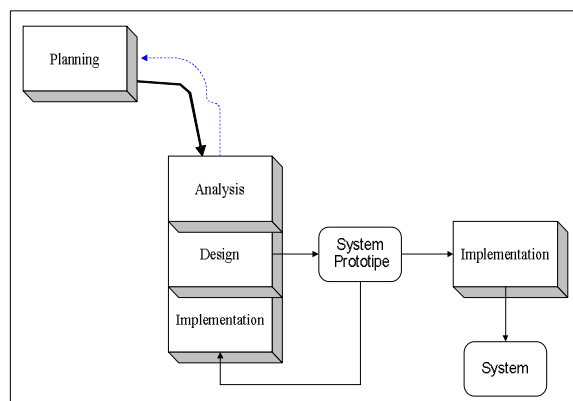 Planning
Analysis
Design
Implementation
System
Prototipe
Implementation
System